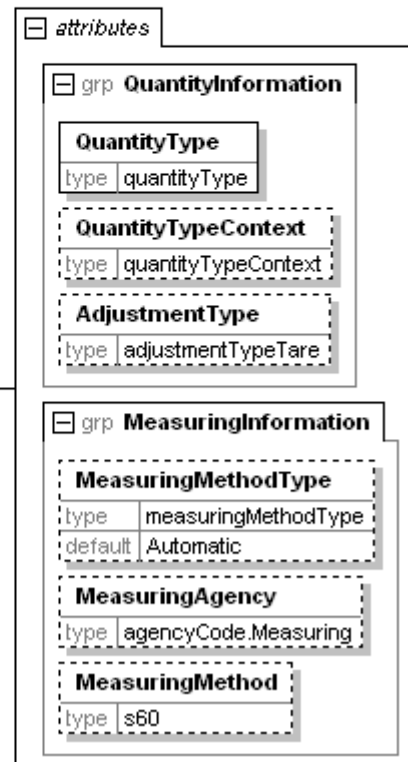 attributes
grp QuantityInformation
QuantityType
type quantityType
QuantityTypeContext
type quantityTypeContext
AdjustmentType
type adjustmentTypeTare
grp MeasuringInformation
MeasuringMethodType
type measuringMethodType
default Automatic
MeasuringAgency
type agencyCode.Measuring
MeasuringMethod
type s60